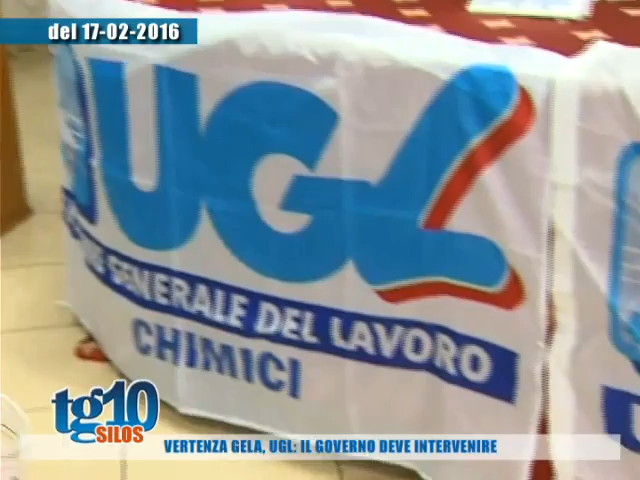 del 17-02-2016
UGL
GENERALE DEL LAVORO
CHIMICI
tg10
SILOS
VERTENZA GELA, UGL: IL GOVERNO DEVE INTERVENIRE